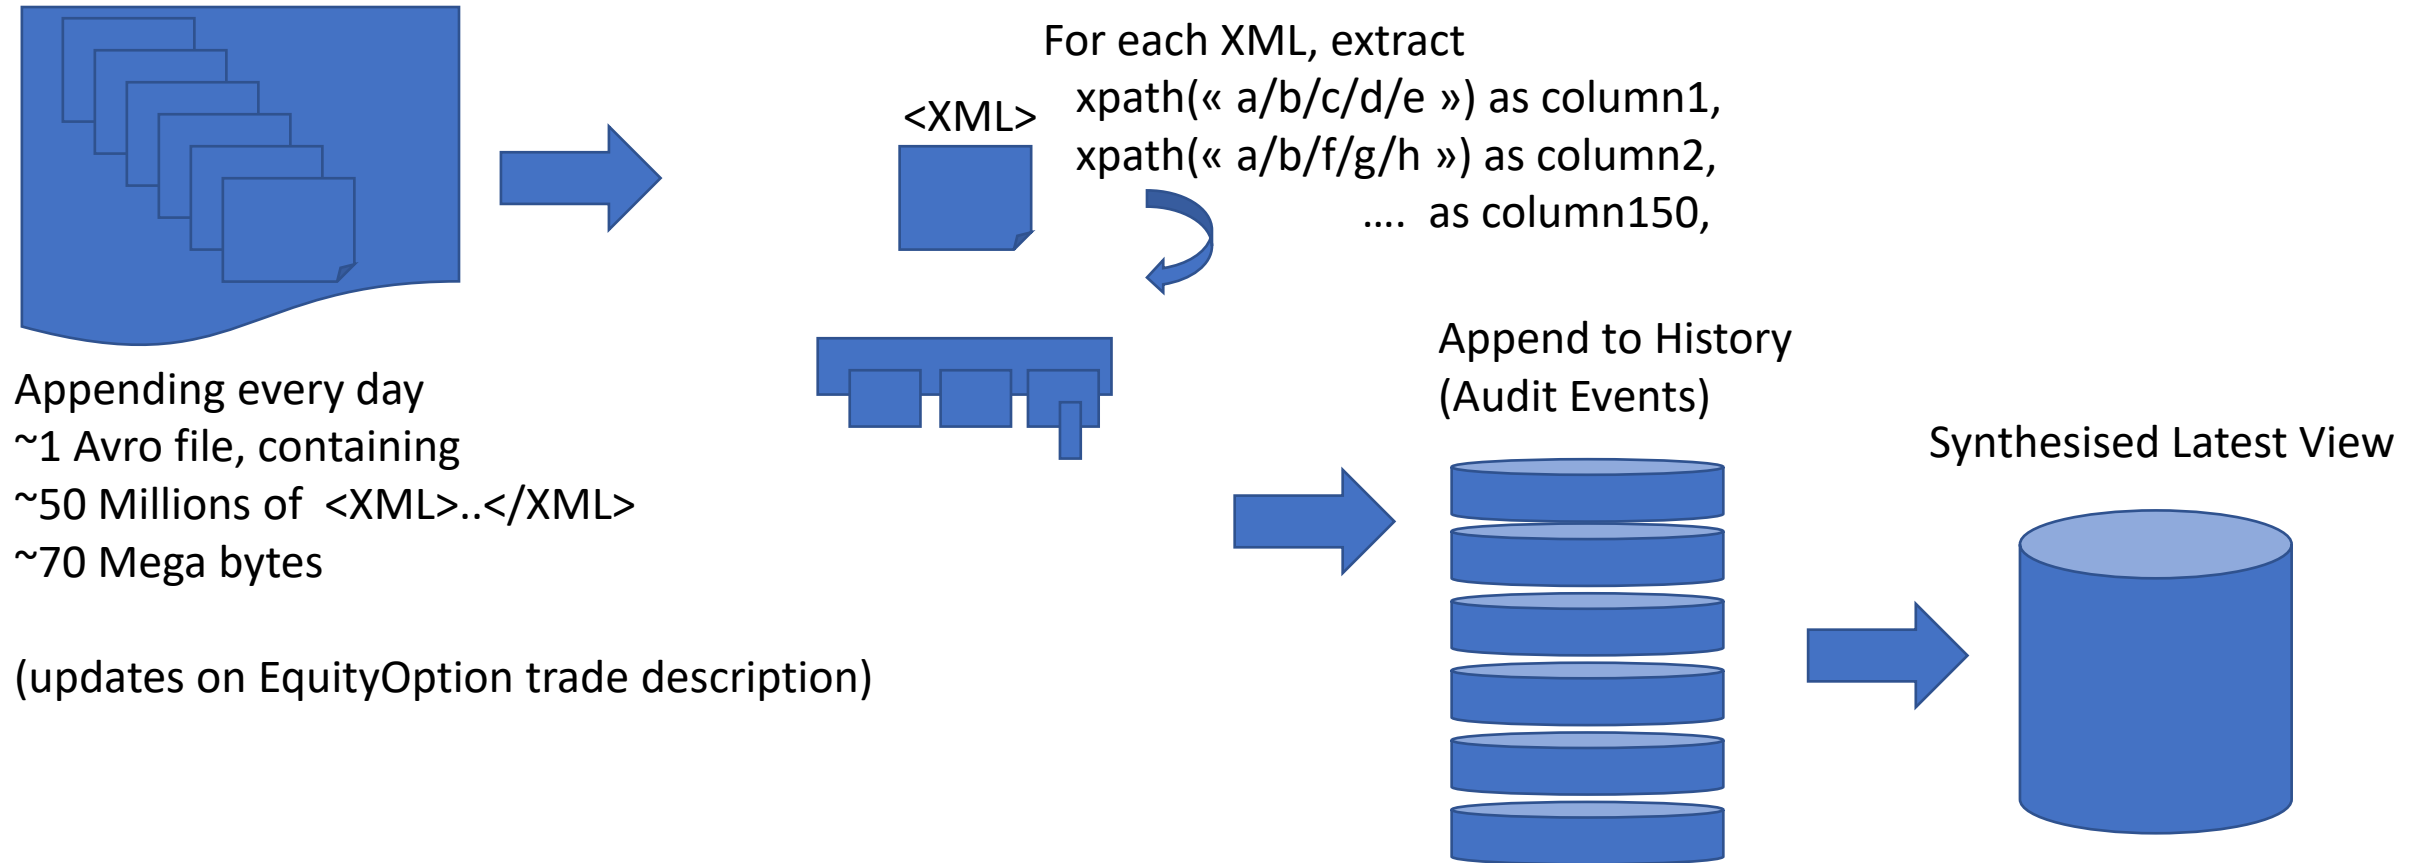 For each XML, extract
xpath(« a/b/c/d/e ») as column1,
<XML>
xpath(« a/b/f/g/h ») as column2,
.... as column150,
Appending every day
~1 Avro file, containing
~50 Millions of <XML>..</XML>
~70 Mega bytes
(updates on EquityOption trade description)
Append to History
(Audit Events)
Synthesised Latest View